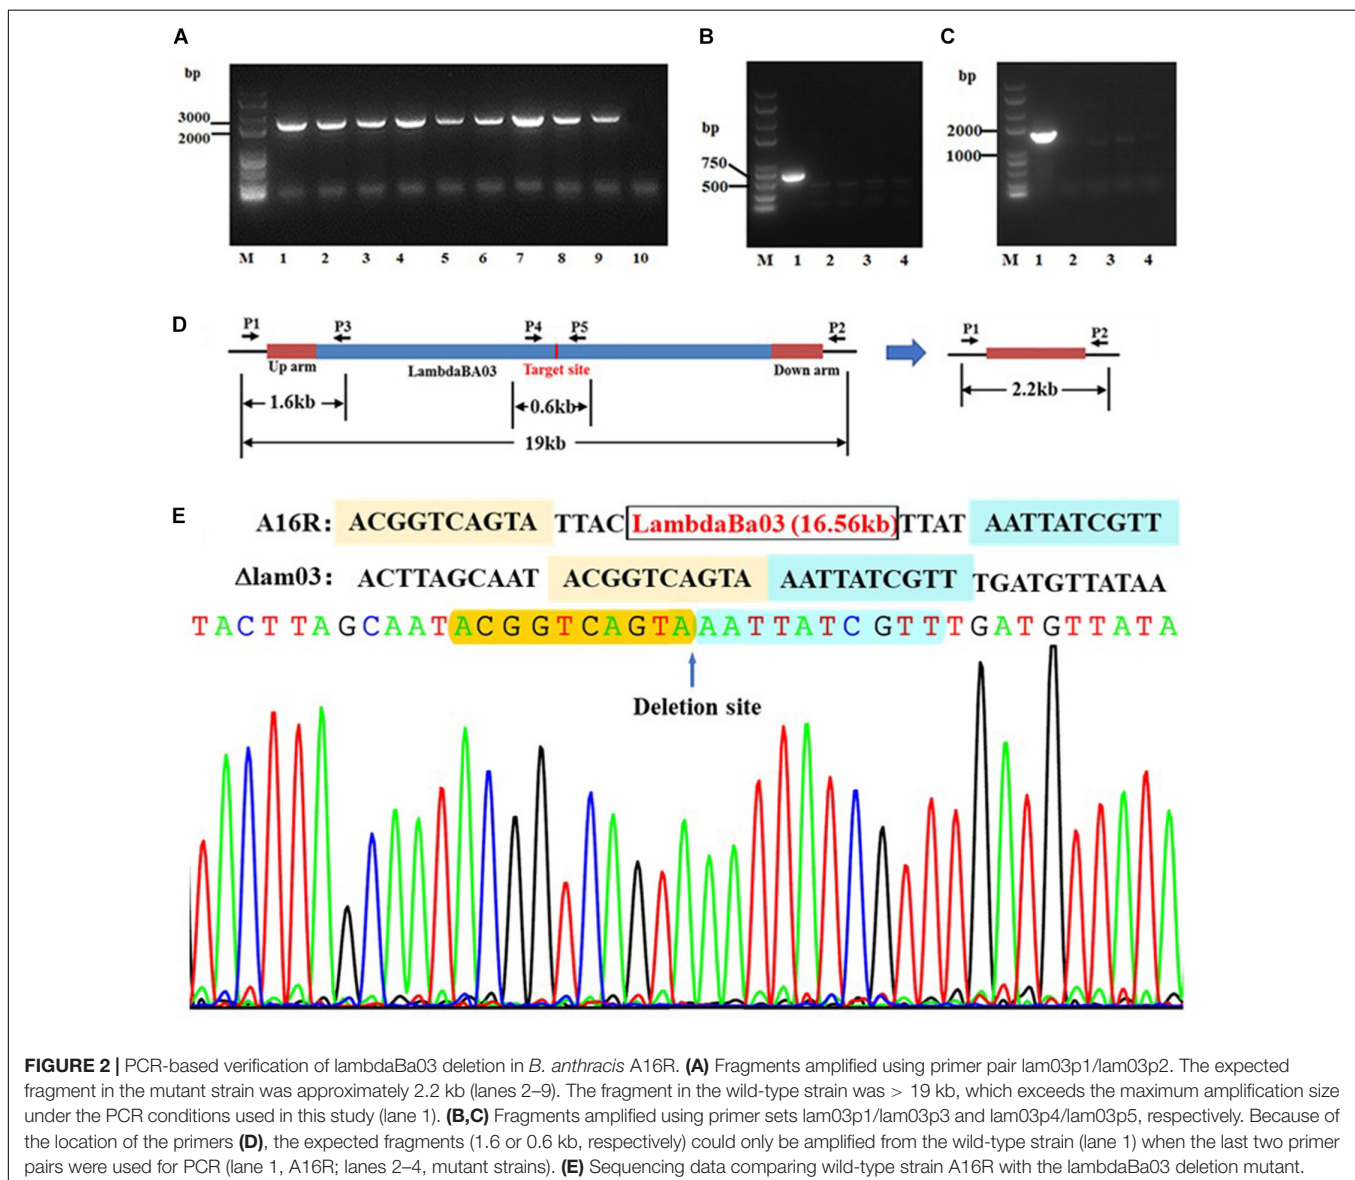 A
bp
3000
2000
M 1 2 3 4 5 6 7 8 9 10
B
bp
750
500
M 1 2 3 4
C
bp
2000
1000
M 1 2 3 4
D
P1 P3 P4 P5 P2
Up arm LambdaBA03 Target site Down arm
1.6kb 0.6kb
19kb
P1 P2
2.2kb
E
A16R: ACGGTCAGTA TTAC LambdaBa03 (16.56kb) TTAT AATTATCGTT
Δlam03: ACTTAGCAAT ACGGTCAGTA AATTATCGTT TGATGTTATAA
TACTTAGCAATACGGTCAGTAAATTATCGTTTGATGTTATA
Deletion site
FIGURE 2 | PCR-based verification of lambdaBa03 deletion in B. anthracis A16R. (A) Fragments amplified using primer pair lam03p1/lam03p2. The expected
fragment in the mutant strain was approximately 2.2 kb (lanes 2–9). The fragment in the wild-type strain was > 19 kb, which exceeds the maximum amplification size
under the PCR conditions used in this study (lane 1). (B,C) Fragments amplified using primer sets lam03p1/lam03p3 and lam03p4/lam03p5, respectively. Because of
the location of the primers (D), the expected fragments (1.6 or 0.6 kb, respectively) could only be amplified from the wild-type strain (lane 1) when the last two primer
pairs were used for PCR (lane 1, A16R; lanes 2–4, mutant strains). (E) Sequencing data comparing wild-type strain A16R with the lambdaBa03 deletion mutant.